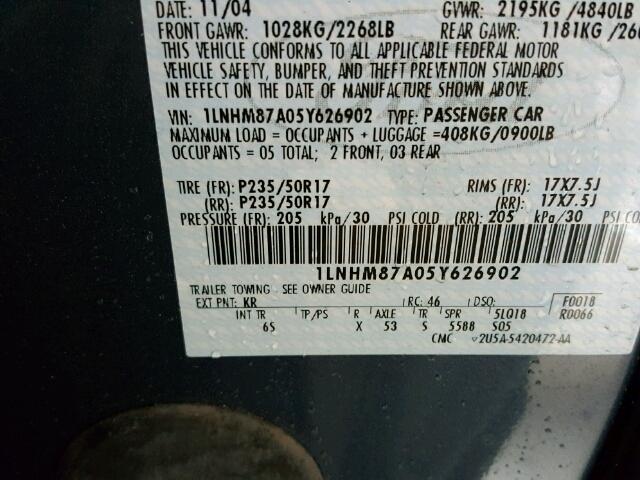 DATE: 11/04 GVWR: 2195KG /4840LB
FRONT GAWR: 1028KG/2268LB REAR GAWR: 1181KG
THIS VEHICLE CONFORMS TO ALL APPLICABLE FEDERAL MOTOR
VEHICLE SAFETY, BUMPER, AND THEFT PREVENTION STANDARDS
IN EFFECT ON THE DATE OF MANUFACTURE SHOWN ABOVE.
VIN: 1LNHM87A05Y626902 TYPE: PASSENGER CAR
MAXIMUM LOAD = OCCUPANTS + LUGGAGE =408KG/0900LB
OCCUPANTS = 05 TOTAL; 2 FRONT, 03 REAR
TIRE (FR): P235/50R17 RIMS (FR): 17X7.5J
(RR): P235/50R17 (RR): 17X7.5J
PRESSURE (FR): 205 kPa/30 PSI COLD (RR): 205 kPa/30 PSI
1LNHM87A05Y626902
TRAILER TOWING - SEE OWNER GUIDE
EXT PNT: KR RC: 46 DSO: F0018
INT TR TP/PS R AXLE TR SPR 5LQ18 R0066
6S X 53 S 5588 SO5
CMC 2U5A-5420472-AA